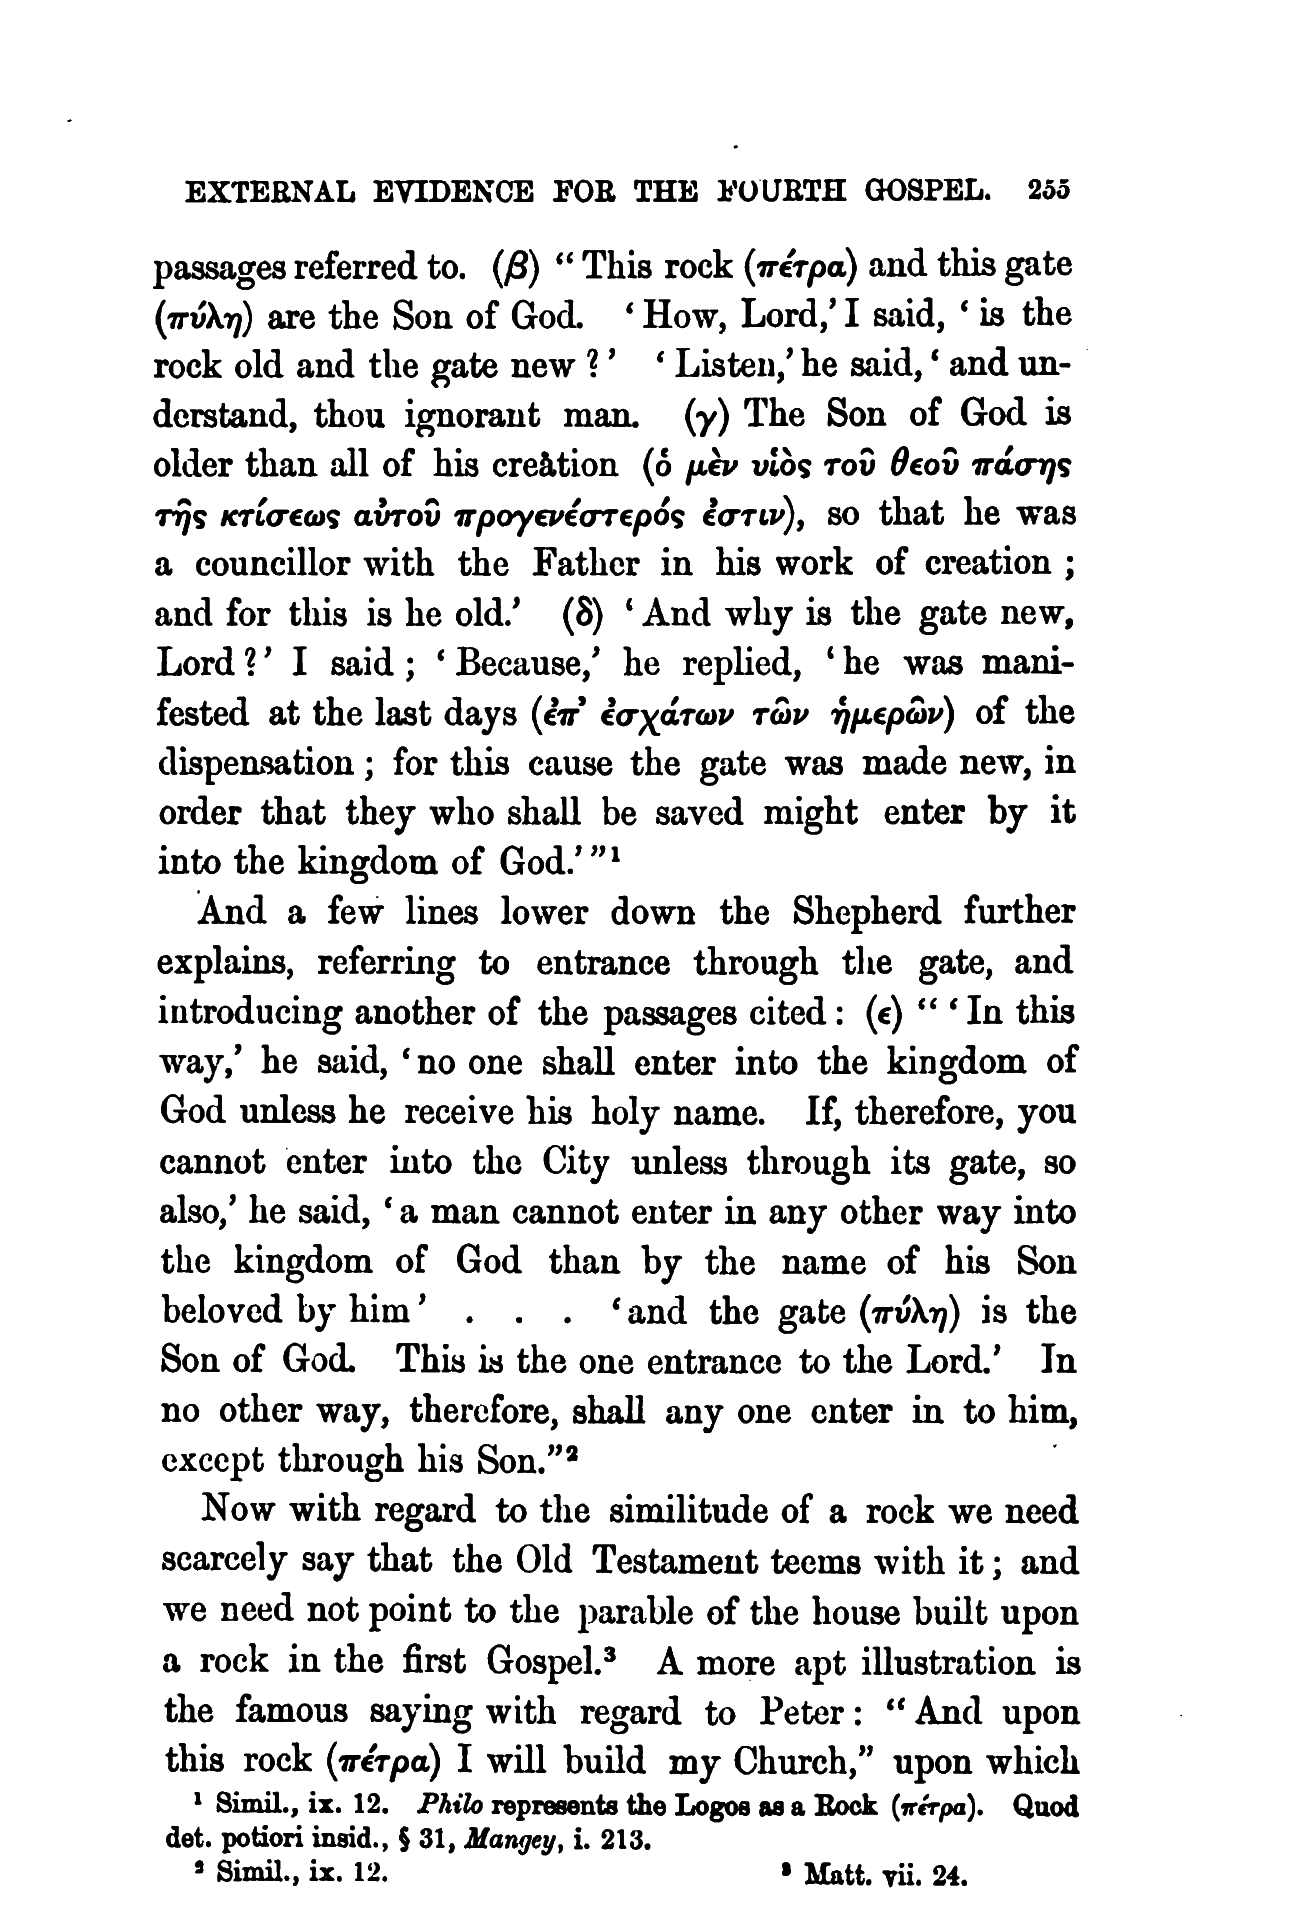 EXTERNAL EVIDENCE FOR THE FOURTH GOSPEL. 255
passages referred to. (β) “ This rock (πέτρα) and this gate
(πύλη) are the Son of God. ‘ How, Lord,’ I said, ‘ is the
rock old and the gate new ? ’ ‘ Listen,’ he said, ‘ and un-
derstand, thou ignorant man. (γ) The Son of God is
older than all of his creation (ὁ μὲν υἱὸς τοῦ θεοῦ πάσης
τῆς κτίσεως αὐτοῦ προγενέστερός ἐστιν), so that he was
a councillor with the Father in his work of creation ;
and for this is he old.’ (δ) ‘ And why is the gate new,
Lord ? ’ I said ; ‘ Because,’ he replied, ‘ he was mani-
fested at the last days (ἐπ’ ἐσχάτων τῶν ἡμερῶν) of the
dispensation ; for this cause the gate was made new, in
order that they who shall be saved might enter by it
into the kingdom of God.’ ”¹
And a few lines lower down the Shepherd further
explains, referring to entrance through the gate, and
introducing another of the passages cited : (ε) “ ‘ In this
way,’ he said, ‘ no one shall enter into the kingdom of
God unless he receive his holy name. If, therefore, you
cannot enter into the City unless through its gate, so
also,’ he said, ‘ a man cannot enter in any other way into
the kingdom of God than by the name of his Son
beloved by him ’ . . . ‘ and the gate (πύλη) is the
Son of God. This is the one entrance to the Lord.’ In
no other way, therefore, shall any one enter in to him,
except through his Son.”²
Now with regard to the similitude of a rock we need
scarcely say that the Old Testament teems with it ; and
we need not point to the parable of the house built upon
a rock in the first Gospel.³ A more apt illustration is
the famous saying with regard to Peter : “ And upon
this rock (πέτρα) I will build my Church,” upon which
¹ Simil., ix. 12. Philo represents the Logos as a Rock (πέτρα). Quod
det. potiori insid., § 31, Mangey, i. 213.
² Simil., ix. 12. ³ Matt. vii. 24.